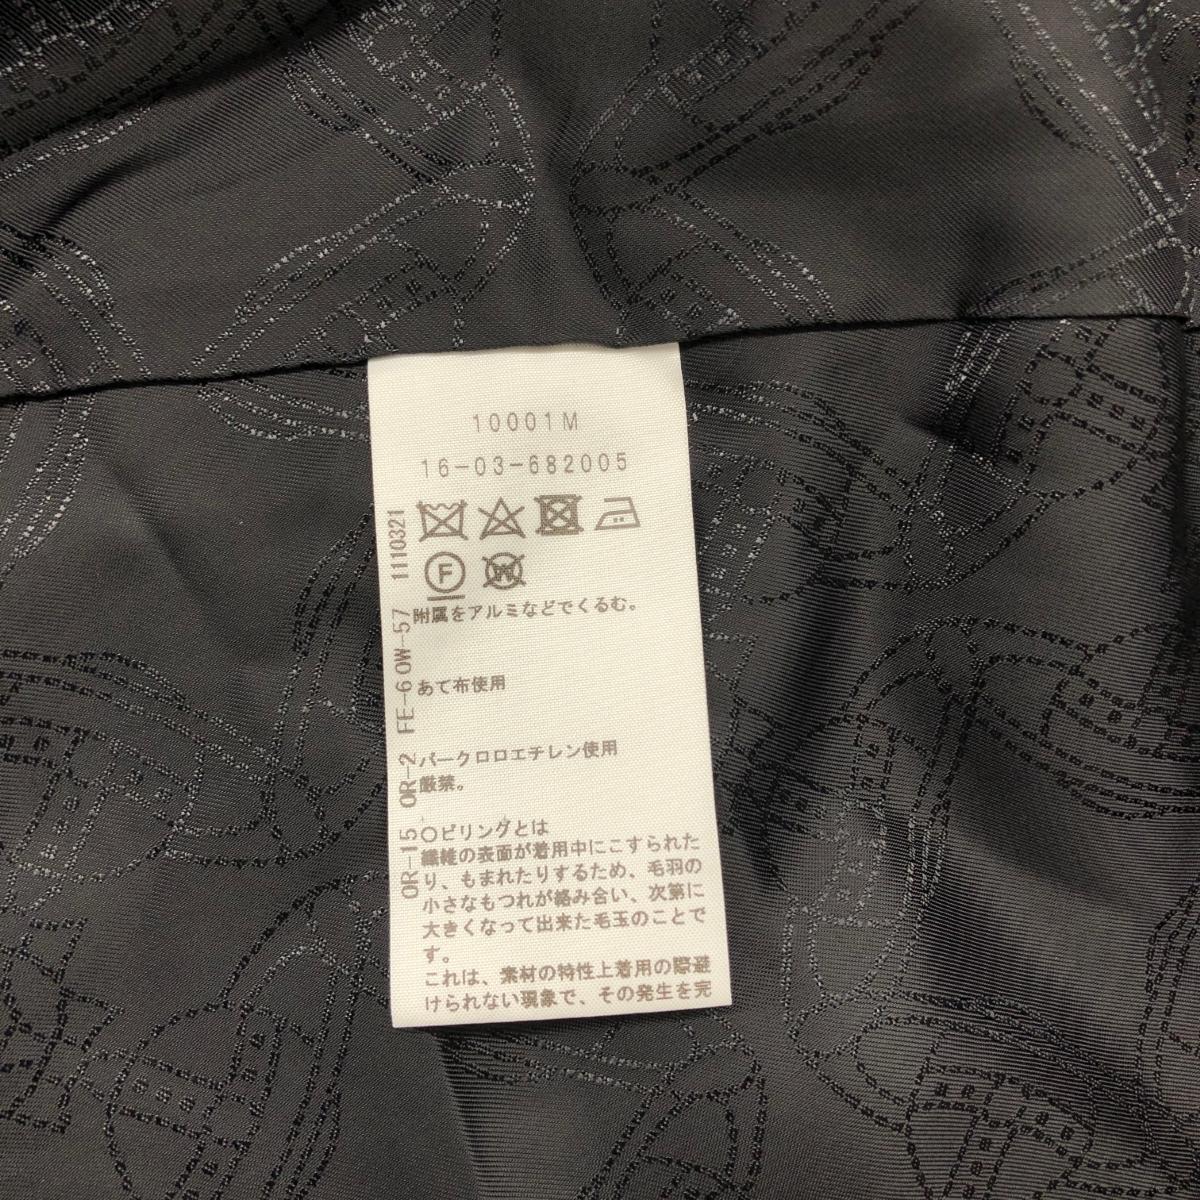 10001M
16-03-682005
F W
附属をアルミなどでくるむ。
あて布使用
パークロロエチレン使用
厳禁。
○ピリングとは
繊維の表面が着用中にこすられた
り、もまれたりするため、毛羽の
小さなもつれが絡み合い、次第に
大きくなって出来た毛玉のことで
す。
これは、素材の特性上着用の際避
けられない現象で、その発生を完
OR-15 OR-2 FE-6 OW-57 1110321